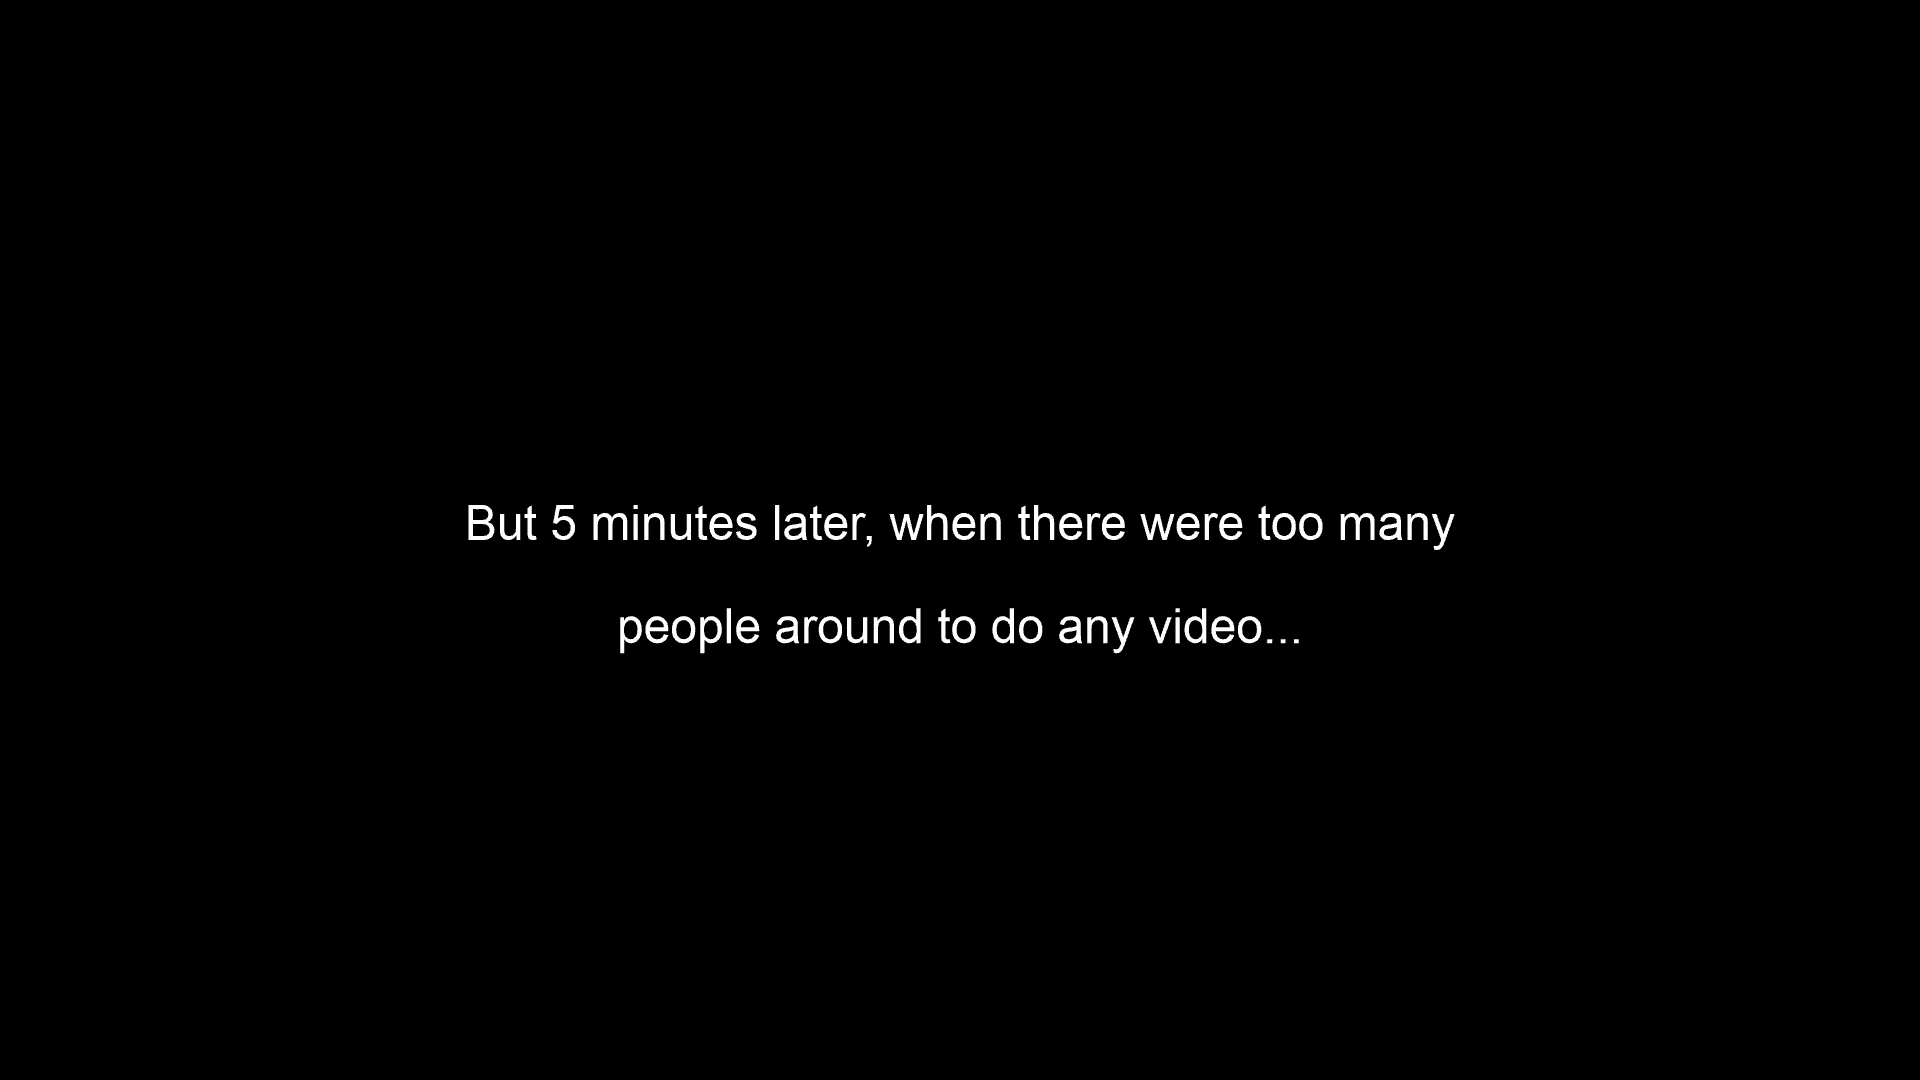 But 5 minutes later, when there were too many
people around to do any video...